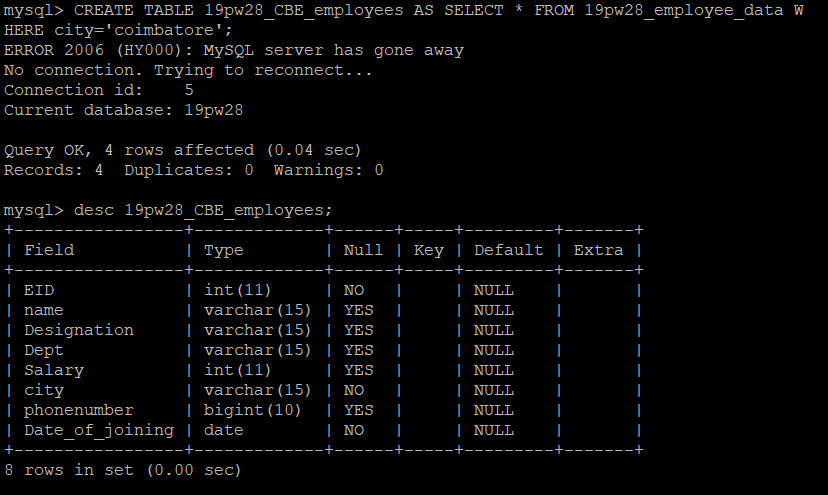 mysql> CREATE TABLE 19pw28_CBE_employees AS SELECT * FROM 19pw28_employee_data W
HERE city='coimbatore';
ERROR 2006 (HY000): MySQL server has gone away
No connection. Trying to reconnect...
Connection id:    5
Current database: 19pw28

Query OK, 4 rows affected (0.04 sec)
Records: 4  Duplicates: 0  Warnings: 0

mysql> desc 19pw28_CBE_employees;
+-----------------+-------------+------+-----+---------+-------+
| Field           | Type        | Null | Key | Default | Extra |
+-----------------+-------------+------+-----+---------+-------+
| EID             | int(11)     | NO   |     | NULL    |       |
| name            | varchar(15) | YES  |     | NULL    |       |
| Designation     | varchar(15) | YES  |     | NULL    |       |
| Dept            | varchar(15) | YES  |     | NULL    |       |
| Salary          | int(11)     | YES  |     | NULL    |       |
| city            | varchar(15) | NO   |     | NULL    |       |
| phonenumber     | bigint(10)  | YES  |     | NULL    |       |
| Date_of_joining | date        | NO   |     | NULL    |       |
+-----------------+-------------+------+-----+---------+-------+
8 rows in set (0.00 sec)